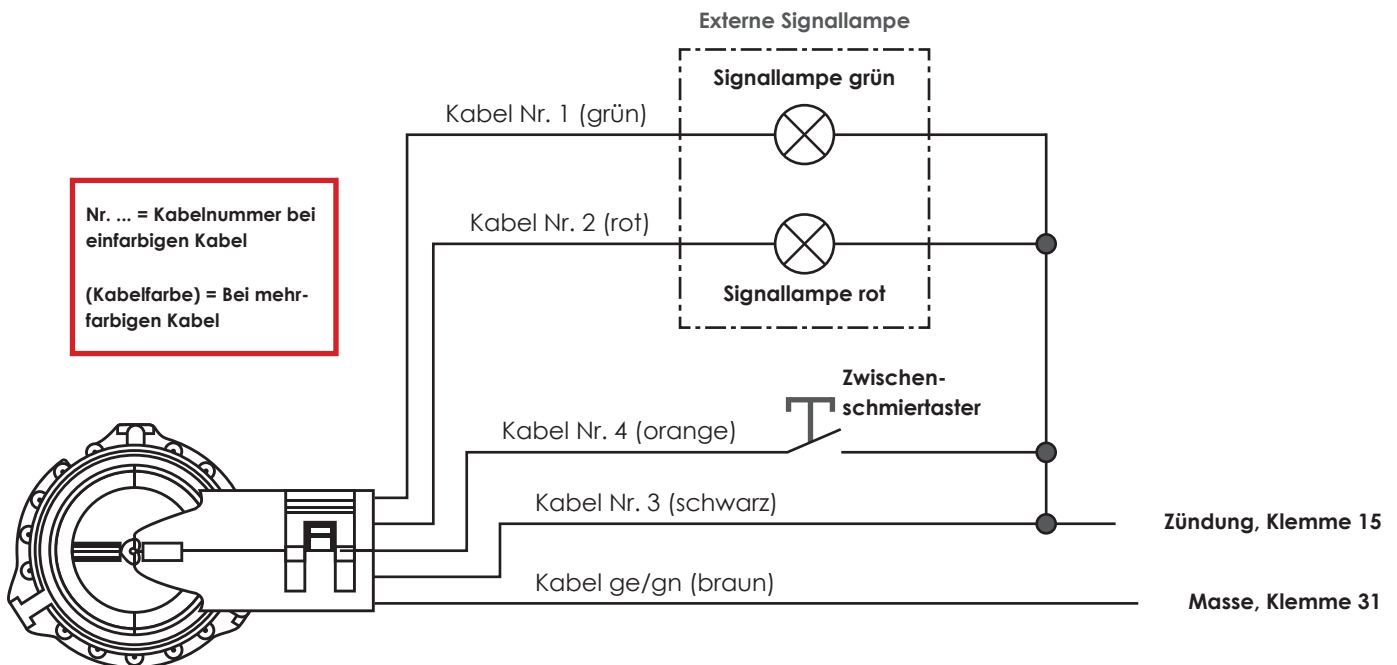 Externe Signallampe
Signallampe grün
Kabel Nr. 1 (grün)
Nr. ... = Kabelnummer bei
einfarbigen Kabel
(Kabelfarbe) = Bei mehr-
farbigen Kabel
Kabel Nr. 2 (rot)
Signallampe rot
Zwischen-
schmiertaster
Kabel Nr. 4 (orange)
Kabel Nr. 3 (schwarz)
Zündung, Klemme 15
Kabel ge/gn (braun)
Masse, Klemme 31